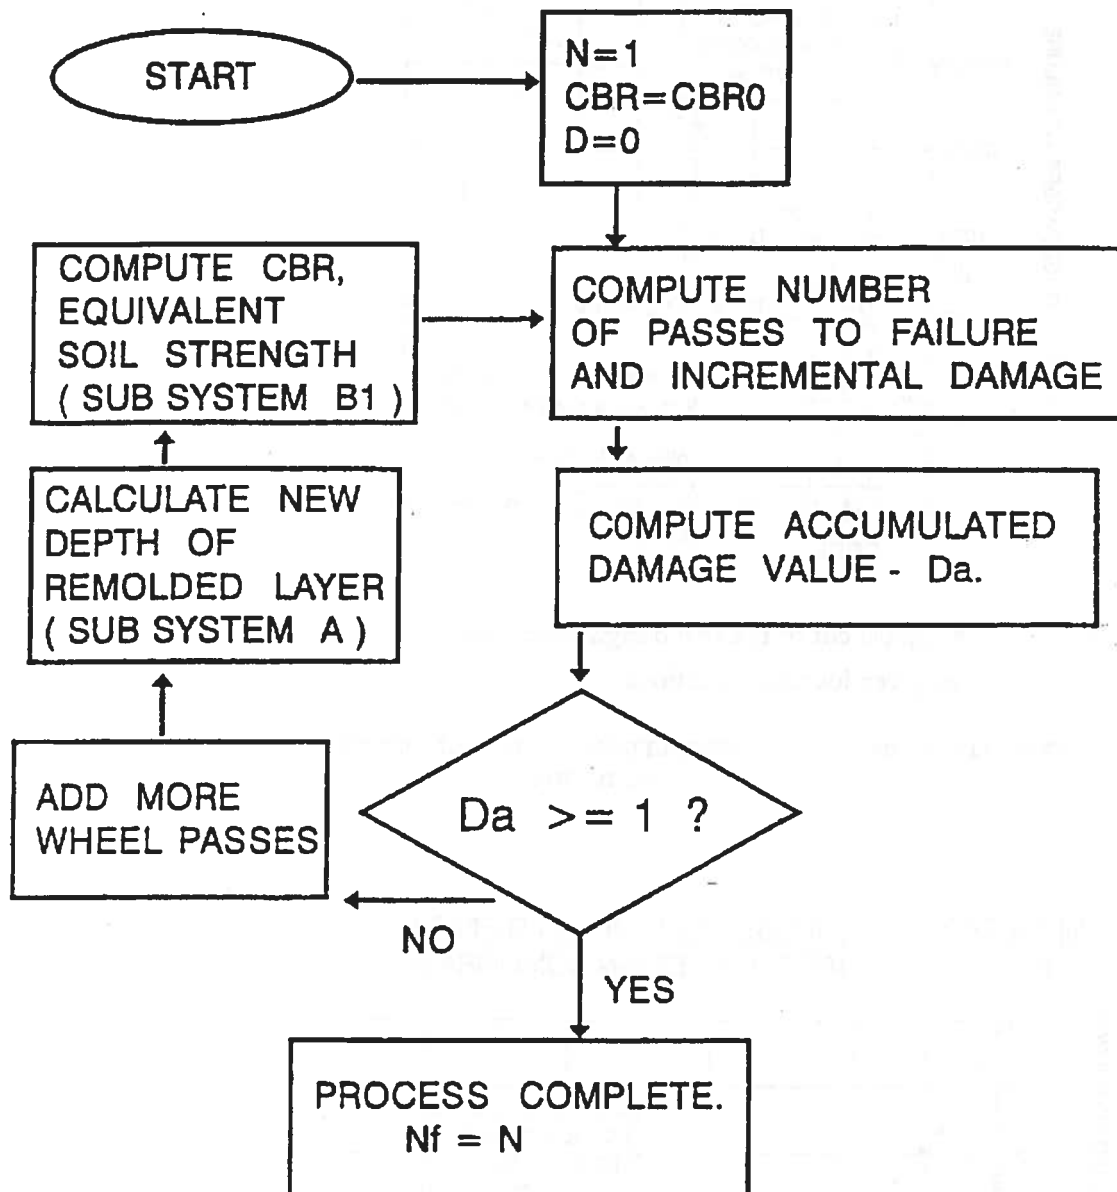 START
N=1
CBR=CBR0
D=0
COMPUTE CBR,
EQUIVALENT
SOIL STRENGTH
( SUB SYSTEM B1 )
COMPUTE NUMBER
OF PASSES TO FAILURE
AND INCREMENTAL DAMAGE
CALCULATE NEW
DEPTH OF
REMOLDED LAYER
( SUB SYSTEM A )
COMPUTE ACCUMULATED
DAMAGE VALUE - Da.
ADD MORE
WHEEL PASSES
Da >= 1 ?
NO
YES
PROCESS COMPLETE.
Nf = N